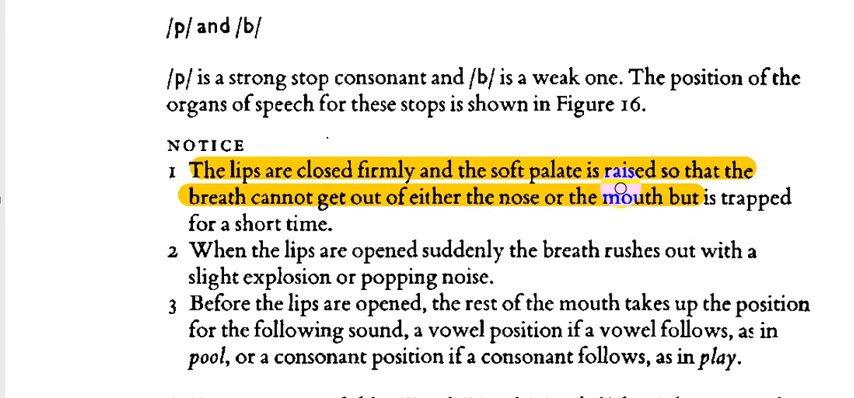 /p/ and /b/
/p/ is a strong stop consonant and /b/ is a weak one. The position of the
organs of speech for these stops is shown in Figure 16.
NOTICE
1 The lips are closed firmly and the soft palate is raised so that the
breath cannot get out of either the nose or the mouth but is trapped
for a short time.
2 When the lips are opened suddenly the breath rushes out with a
slight explosion or popping noise.
3 Before the lips are opened, the rest of the mouth takes up the position
for the following sound, a vowel position if a vowel follows, as in
pool, or a consonant position if a consonant follows, as in play.